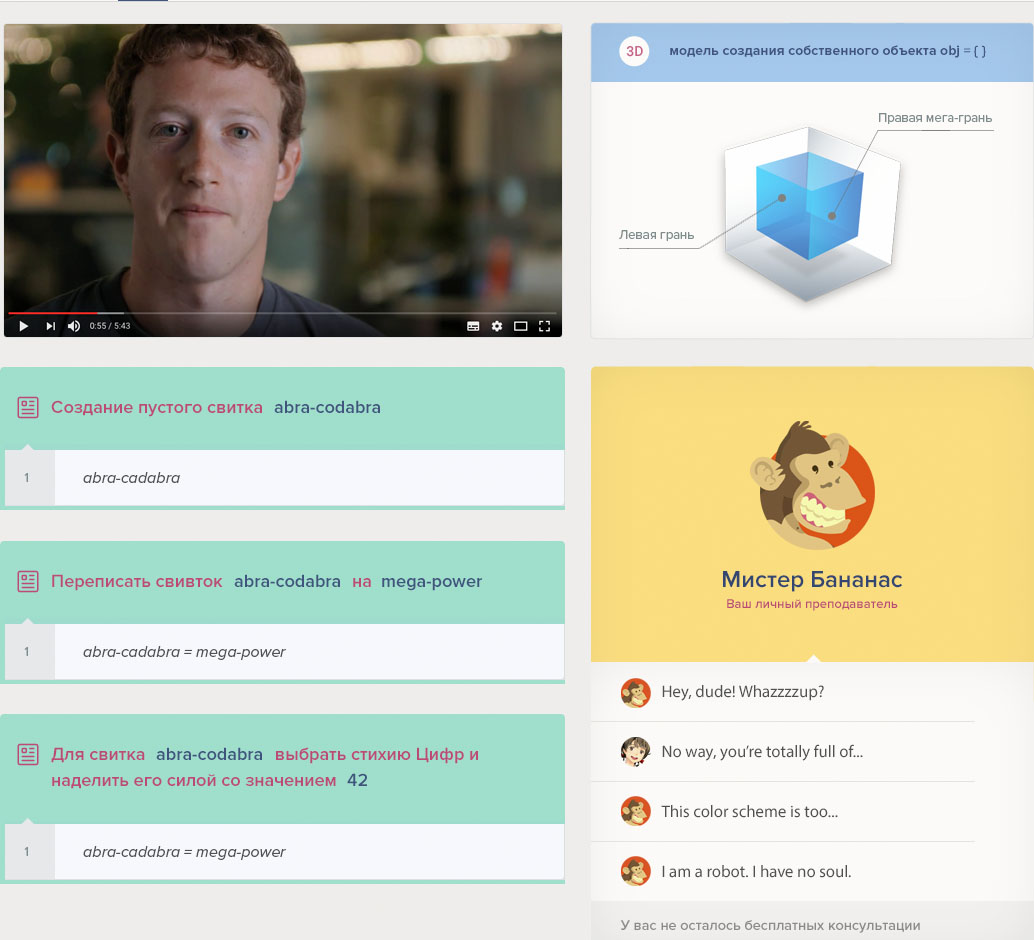 0:55 / 5:43
3D
модель создания собственного объекта obj = { }
Правая мега-грань
Левая грань
Создание пустого свитка abra-codabra
1
abra-cadabra
Переписать свивток abra-codabra на mega-power
1
abra-cadabra = mega-power
Для свитка abra-codabra выбрать стихию Цифр и
наделить его силой со значением 42
1
abra-cadabra = mega-power
Мистер Бананас
Ваш личный преподаватель
Hey, dude! Whazzzzup?
No way, you’re totally full of...
This color scheme is too...
I am a robot. I have no soul.
У вас не осталось бесплатных консультации